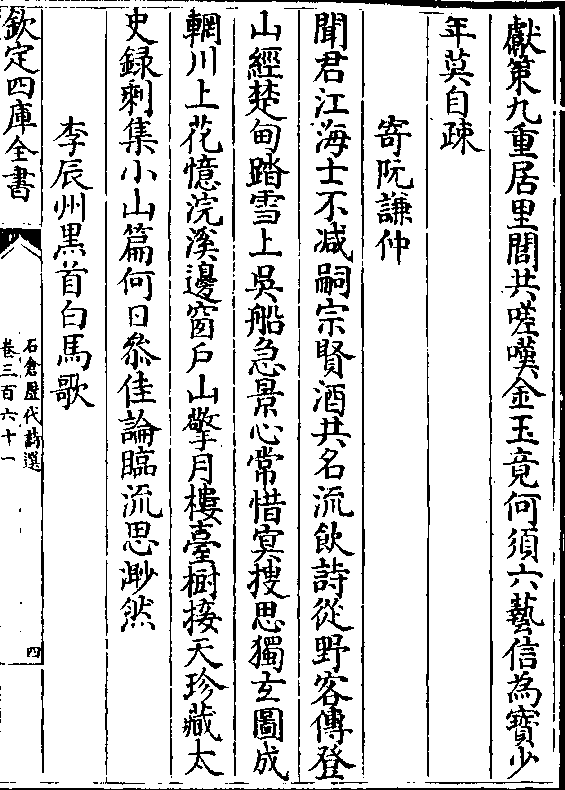 獻策九重居里閭共嗟嘆金玉竟何須六藝信為寳少
年莫自疎
寄阮謙仲
聞君江海士不减嗣宗賢酒共名流飲詩從野客傳登
山經楚甸踏雪上吳船急景心常惜冥搜思獨𤣥圖成
輞川上花憶浣溪邊窗戶山擎月樓臺樹接天珍藏太
史録刺集小山篇何日叅佳論臨流思渺然
李辰州黒首白馬歌
欽定四庫全書
石倉歴代詩選
卷三百六十一
四